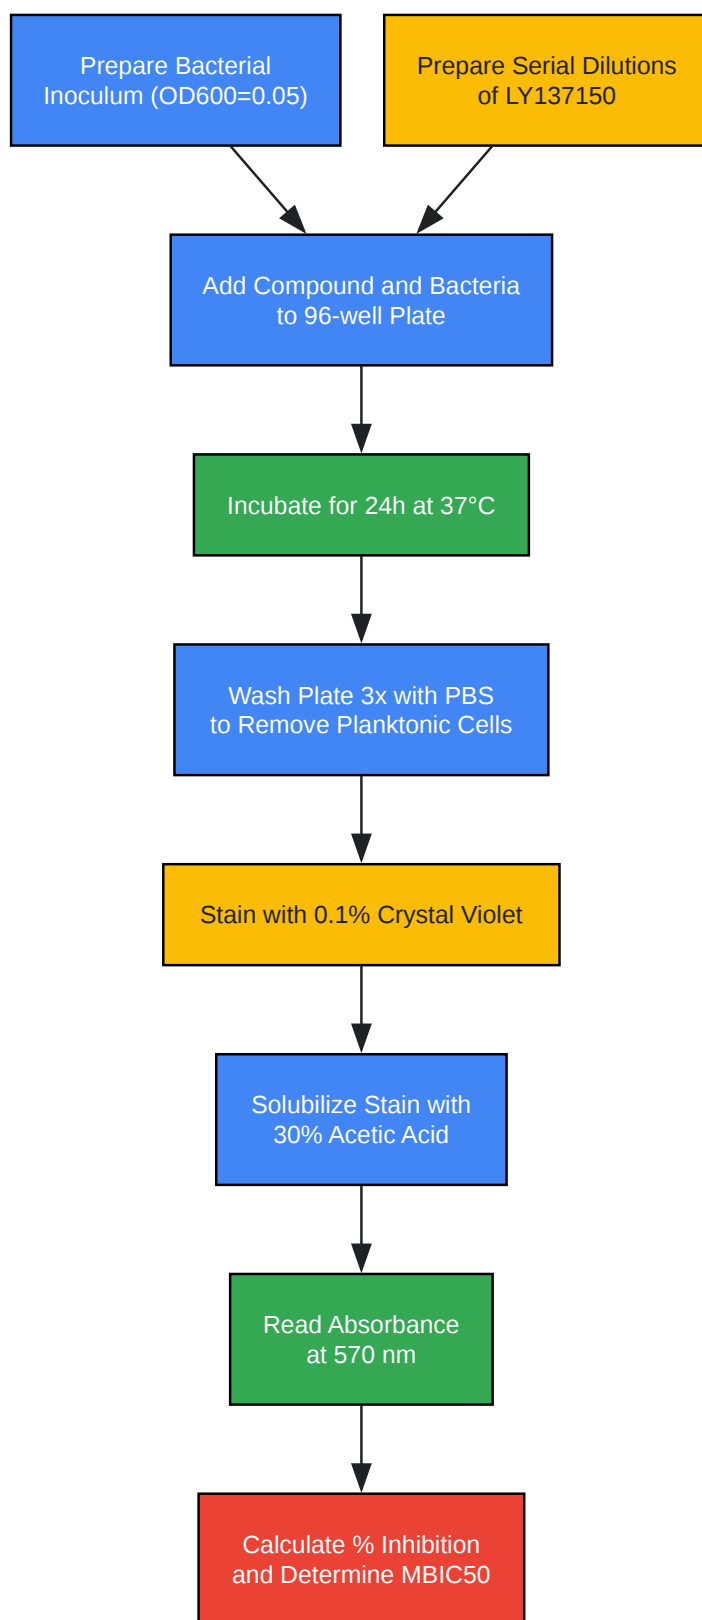 Prepare Bacterial
Inoculum (OD600=0.05)
Prepare Serial Dilutions
of LY137150
Add Compound and Bacteria
to 96-well Plate
Incubate for 24h at 37°C
Wash Plate 3x with PBS
to Remove Planktonic Cells
Stain with 0.1% Crystal Violet
Solubilize Stain with
30% Acetic Acid
Read Absorbance
at 570 nm
Calculate % Inhibition
and Determine MBIC50